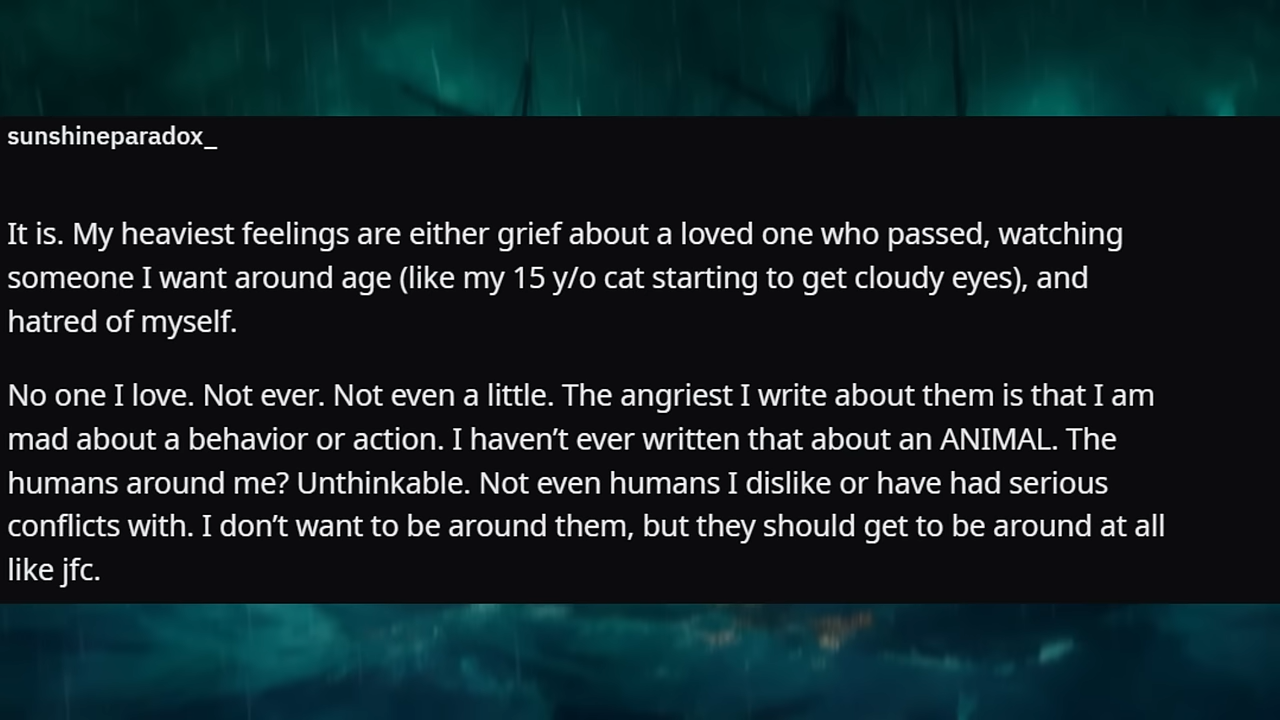 sunshineparadox_
It is. My heaviest feelings are either grief about a loved one who passed, watching
someone I want around age (like my 15 y/o cat starting to get cloudy eyes), and
hatred of myself.
No one I love. Not ever. Not even a little. The angriest I write about them is that I am
mad about a behavior or action. I haven’t ever written that about an ANIMAL. The
humans around me? Unthinkable. Not even humans I dislike or have had serious
conflicts with. I don’t want to be around them, but they should get to be around at all
like jfc.